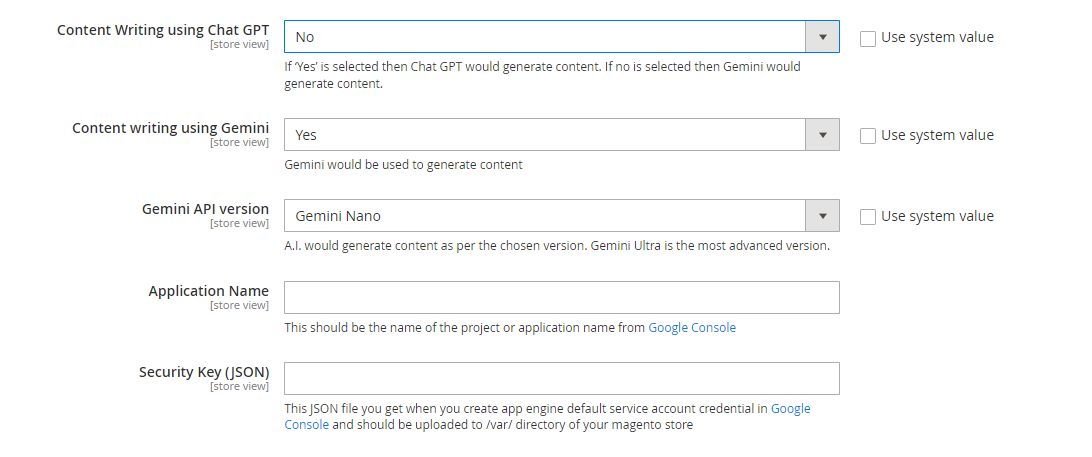 Content Writing using Chat GPT
[store view]
No
Use system value
If 'Yes' is selected then Chat GPT would generate content. If no is selected then Gemini would
generate content.
Content writing using Gemini
[store view]
Yes
Use system value
Gemini would be used to generate content
Gemini API version
[store view]
Gemini Nano
Use system value
A.I. would generate content as per the chosen version. Gemini Ultra is the most advanced version.
Application Name
[store view]
This should be the name of the project or application name from Google Console
Security Key (JSON)
[store view]
This JSON file you get when you create app engine default service account credential in Google
Console and should be uploaded to /var/ directory of your magento store